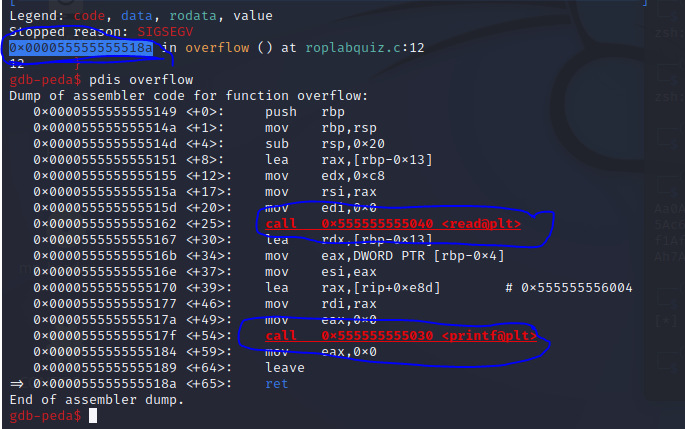 Legend: code, data, rodata, value
Stopped reason: SIGSEGV
0×000055555555518a in overflow () at roplabquiz.c:12
12 }
gdb-peda$ pdis overflow
Dump of assembler code for function overflow:
0×0000555555555149 <+0>: push rbp
0×000055555555514a <+1>: mov rbp,rsp
0×000055555555514d <+4>: sub rsp,0×20
0×0000555555555151 <+8>: lea rax,[rbp-0×13]
0×0000555555555155 <+12>: mov edx,0×c8
0×000055555555515a <+17>: mov rsi,rax
0×000055555555515d <+20>: mov edi,0×0
0×0000555555555162 <+25>: call 0×555555555040 <read@plt>
0×0000555555555167 <+30>: lea rdx,[rbp-0×13]
0×000055555555516b <+34>: mov eax,DWORD PTR [rbp-0×4]
0×000055555555516e <+37>: mov esi,eax
0×0000555555555170 <+39>: lea rax,[rip+0×e8d] # 0×555555556004
0×0000555555555177 <+46>: mov rdi,rax
0×000055555555517a <+49>: mov eax,0×0
0×000055555555517f <+54>: call 0×555555555030 <printf@plt>
0×0000555555555184 <+59>: mov eax,0×0
0×0000555555555189 <+64>: leave
⇒ 0×000055555555518a <+65>: ret
End of assembler dump.
gdb-peda$